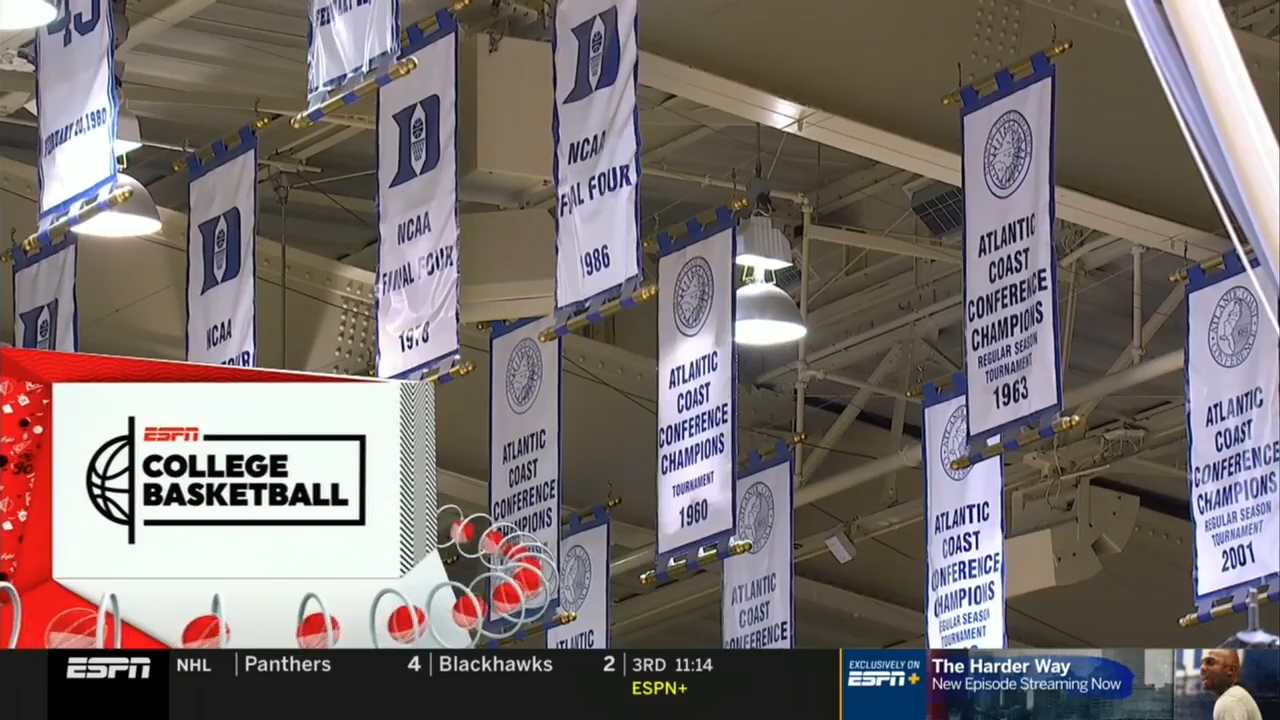 43
FEBRUARY 20, 1980
NCAA
NCAA
FINAL FOUR
1978
NCAA
FINAL FOUR
1986
ATLANTIC
COAST
CONFERENCE
CHAMPIONS
ATLANTIC
ATLANTIC
COAST
CONFERENCE
CHAMPIONS
TOURNAMENT
1960
ATLANTIC
COAST
CONFERENCE
ATLANTIC
COAST
CONFERENCE
CHAMPIONS
REGULAR SEASON
TOURNAMENT
ATLANTIC
COAST
CONFERENCE
CHAMPIONS
REGULAR SEASON
TOURNAMENT
1963
ATLANTIC
COAST
CONFERENCE
CHAMPIONS
REGULAR SEASON
TOURNAMENT
2001
ESPN
COLLEGE
BASKETBALL
ESPN
NHL Panthers 4 Blackhawks 2 3RD 11:14
ESPN+
EXCLUSIVELY ON
ESPN+
The Harder Way
New Episode Streaming Now